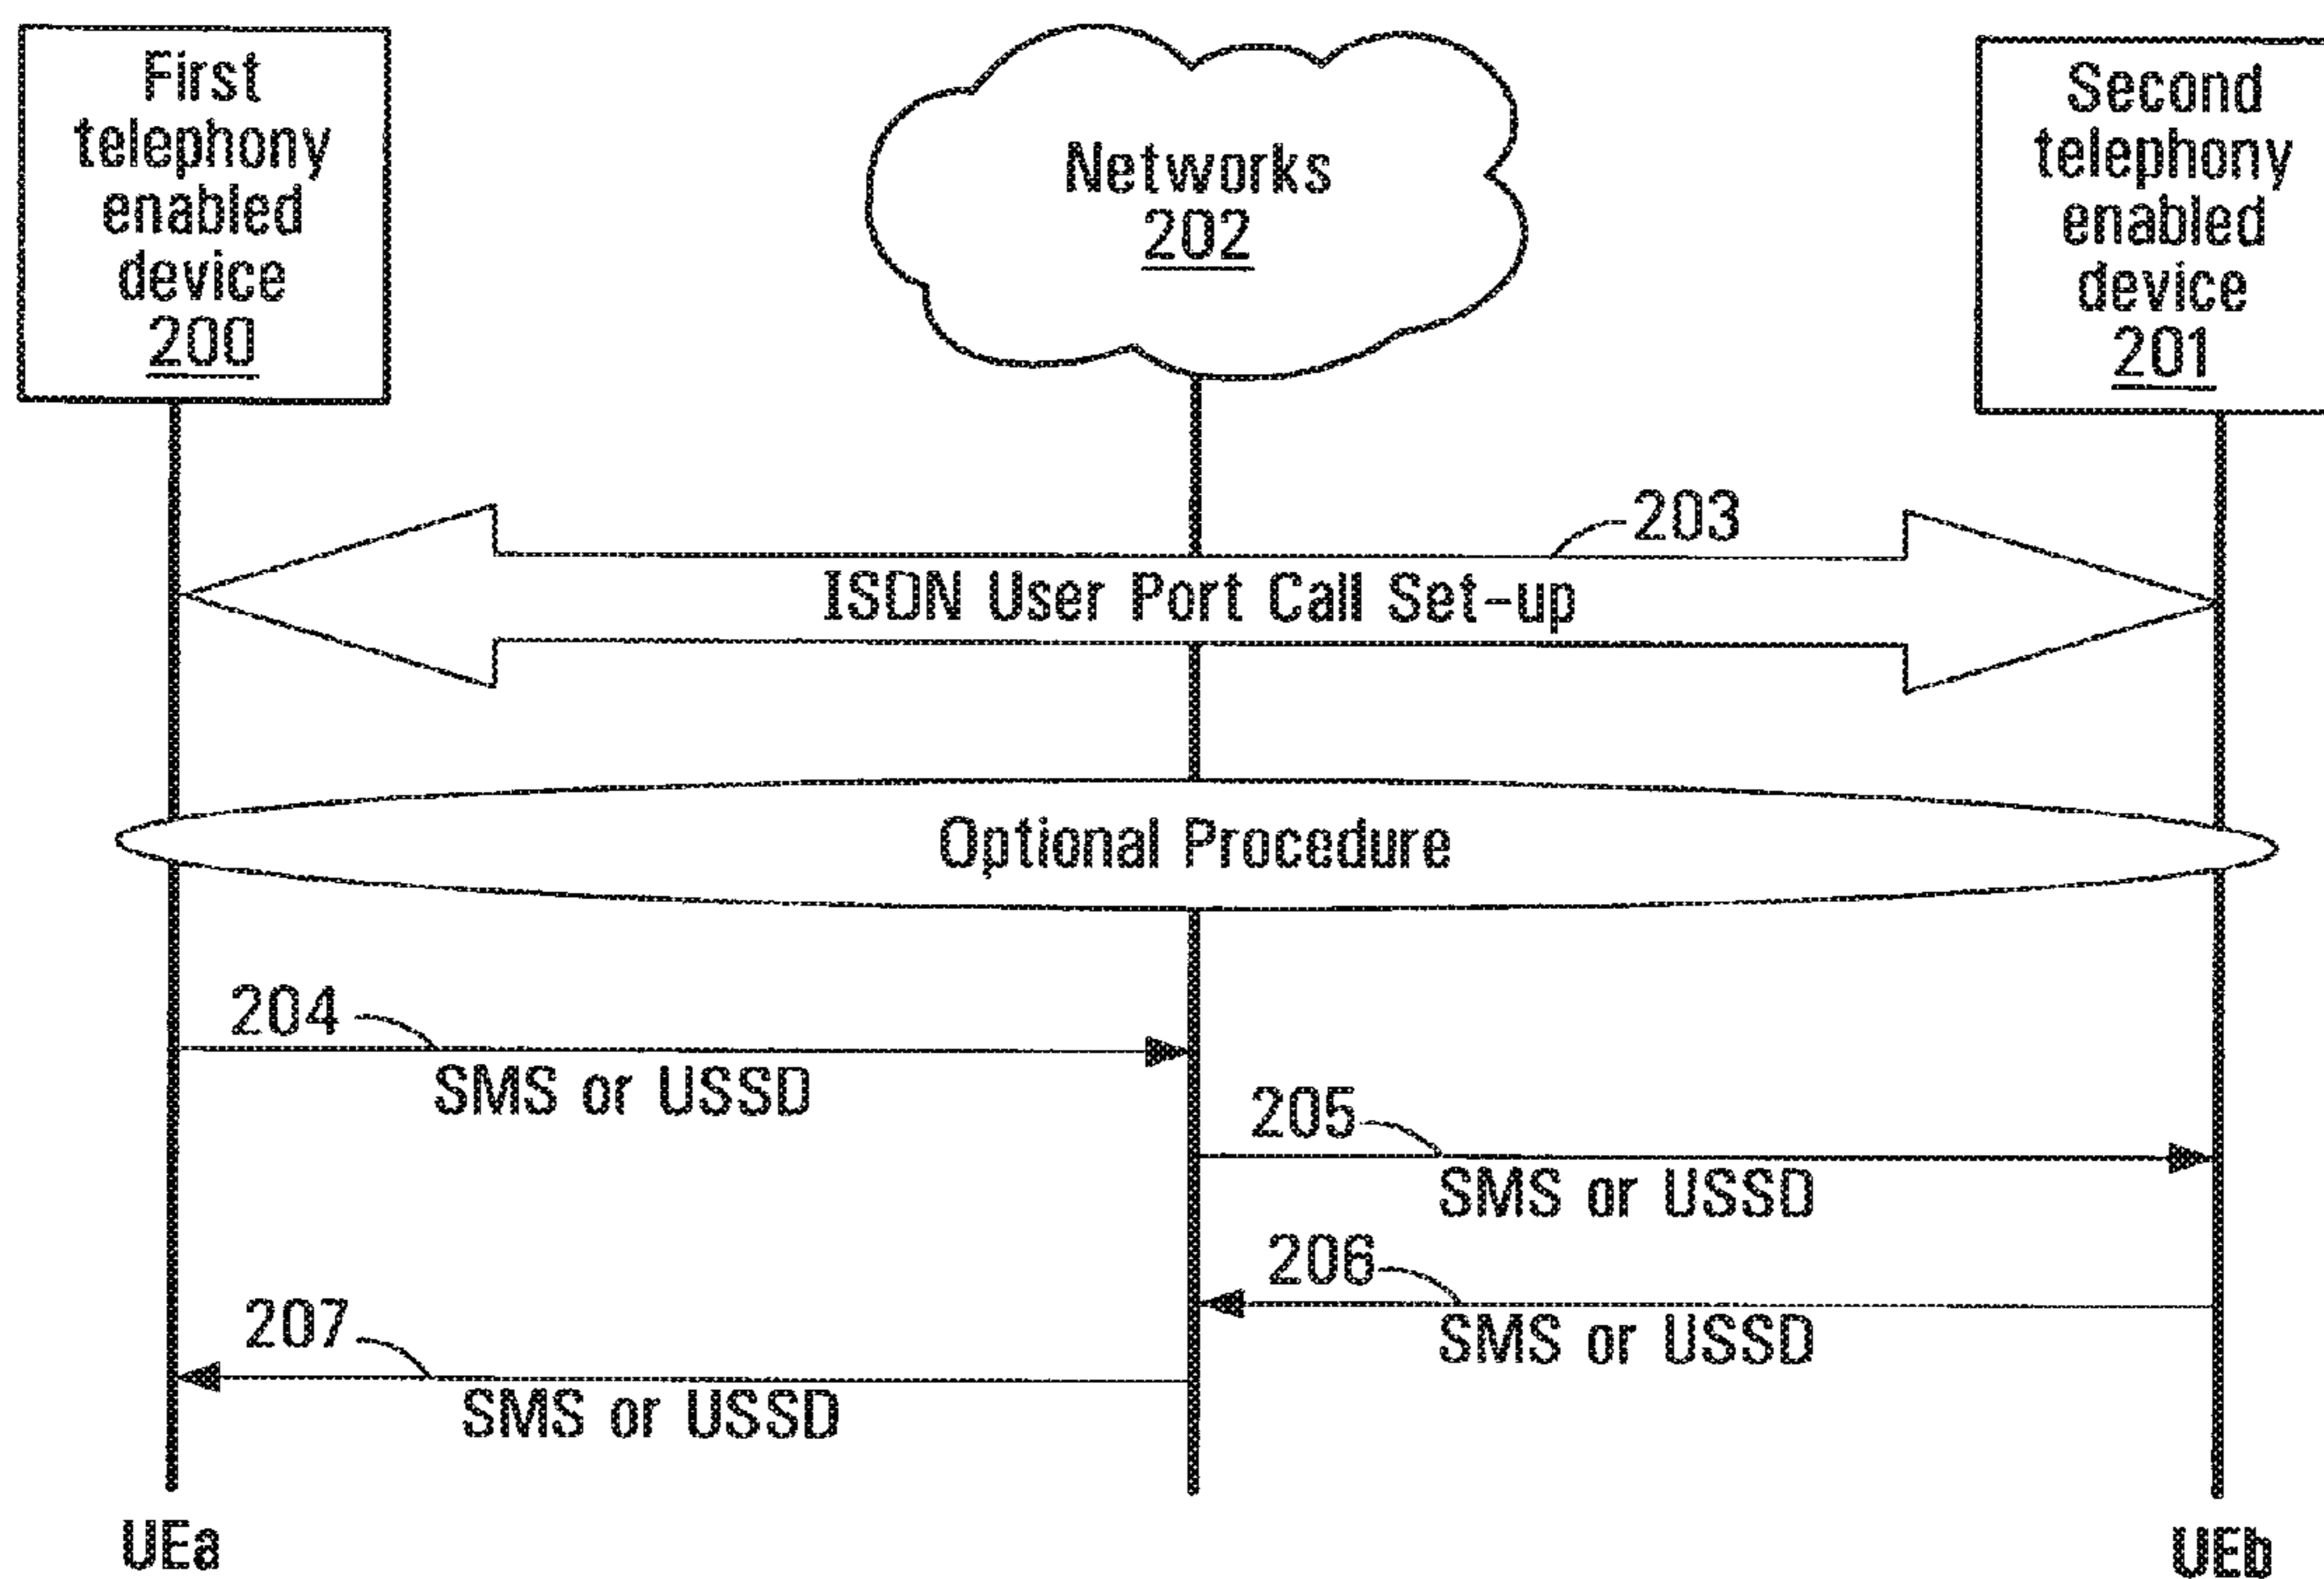 First
telephony
enabled
device
200
Networks
202
Second
telephony
enabled
device
201
203
ISDN User Port Call Set-up
Optional Procedure
204
SMS or USSD
205
SMS or USSD
206
SMS or USSD
207
SMS or USSD
UEa
UEb